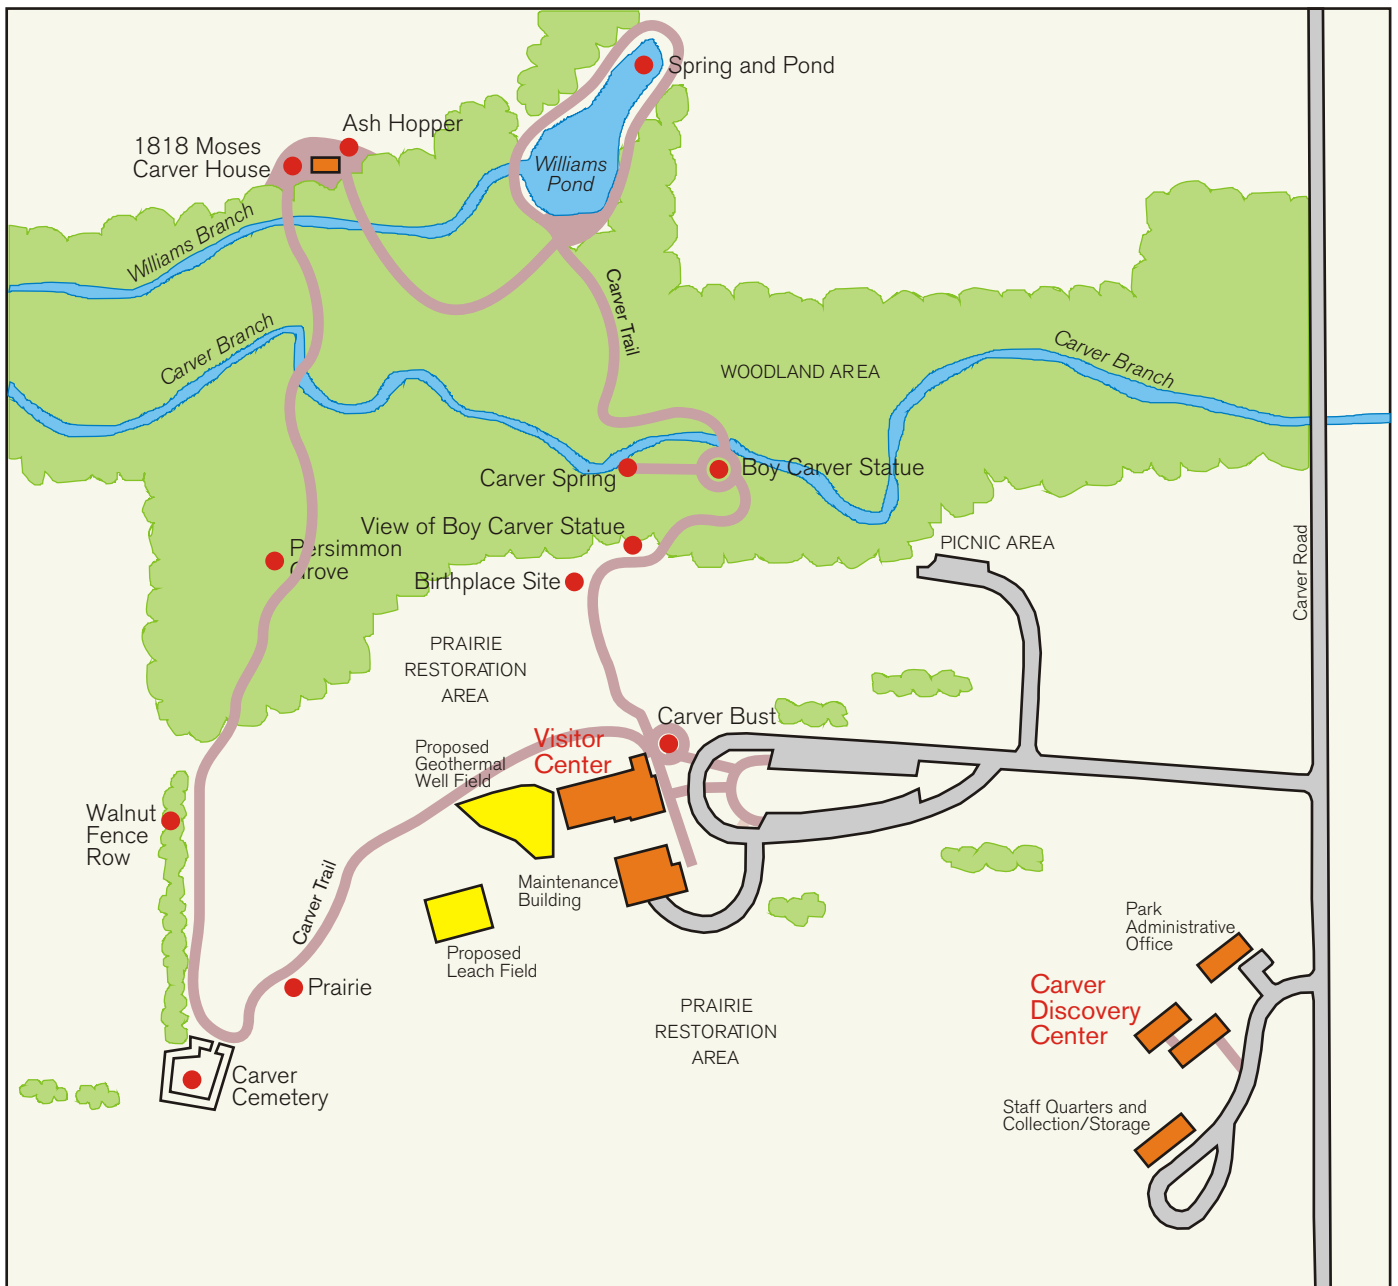 Spring and Pond
Ash Hopper
1818 Moses
Carver House
Williams
Pond
Williams Branch
Carver Trail
Carver Branch
Carver Branch
WOODLAND AREA
Carver Spring
Boy Carver Statue
View of Boy Carver Statue
PICNIC AREA
Persimmon
Grove
Birthplace Site
Carver Road
PRAIRIE
RESTORATION
AREA
Carver Bust
Visitor
Center
Proposed
Geothermal
Well Field
Walnut
Fence
Row
Carver Trail
Maintenance
Building
Proposed
Leach Field
Prairie
Park
Administrative
Office
Carver
Discovery
Center
PRAIRIE
RESTORATION
AREA
Carver
Cemetery
Staff Quarters and
Collection/Storage